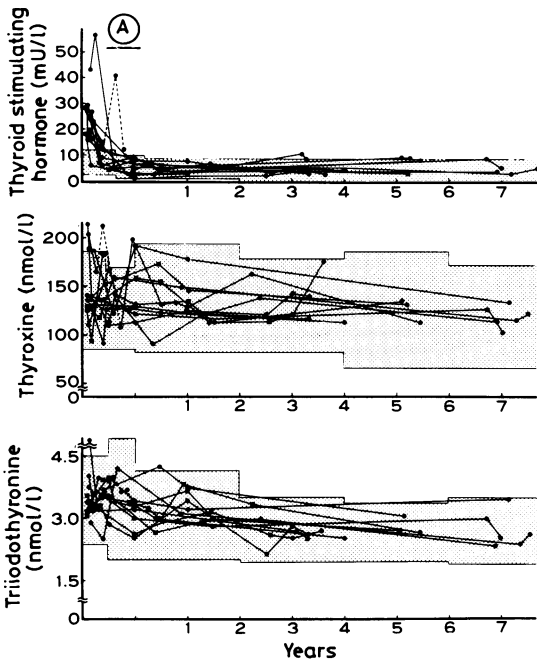 A
Thyroid stimulating
hormone (mU/l)
50
40
30
20
10
0
1 2 3 4 5 6 7
Thyroxine (nmol/l)
200
150
100
50
0
1 2 3 4 5 6 7
Triiodothyronine
(nmol/l)
4.5
3.0
1.5
0
1 2 3 4 5 6 7
Years